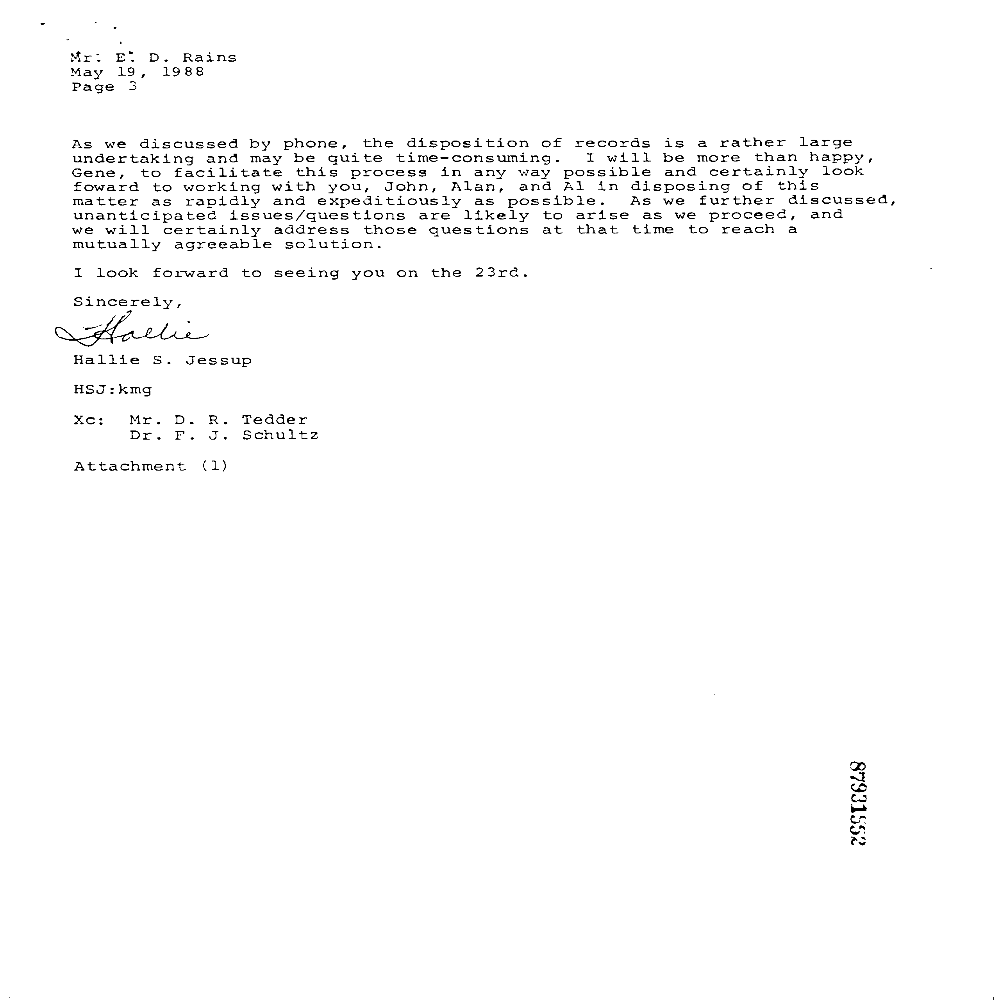 Mr. E. D. Rains
May 19, 1988
Page 3
As we discussed by phone, the disposition of records is a rather large
undertaking and may be quite time-consuming. I will be more than happy,
Gene, to facilitate this process in any way possible and certainly look
foward to working with you, John, Alan, and Al in disposing of this
matter as rapidly and expeditiously as possible. As we further discussed,
unanticipated issues/questions are likely to arise as we proceed, and
we will certainly address those questions at that time to reach a
mutually agreeable solution.
I look forward to seeing you on the 23rd.
Sincerely,
Hallie
Hallie S. Jessup
HSJ:kmg
Xc: Mr. D. R. Tedder
Dr. F. J. Schultz
Attachment (1)
87931552